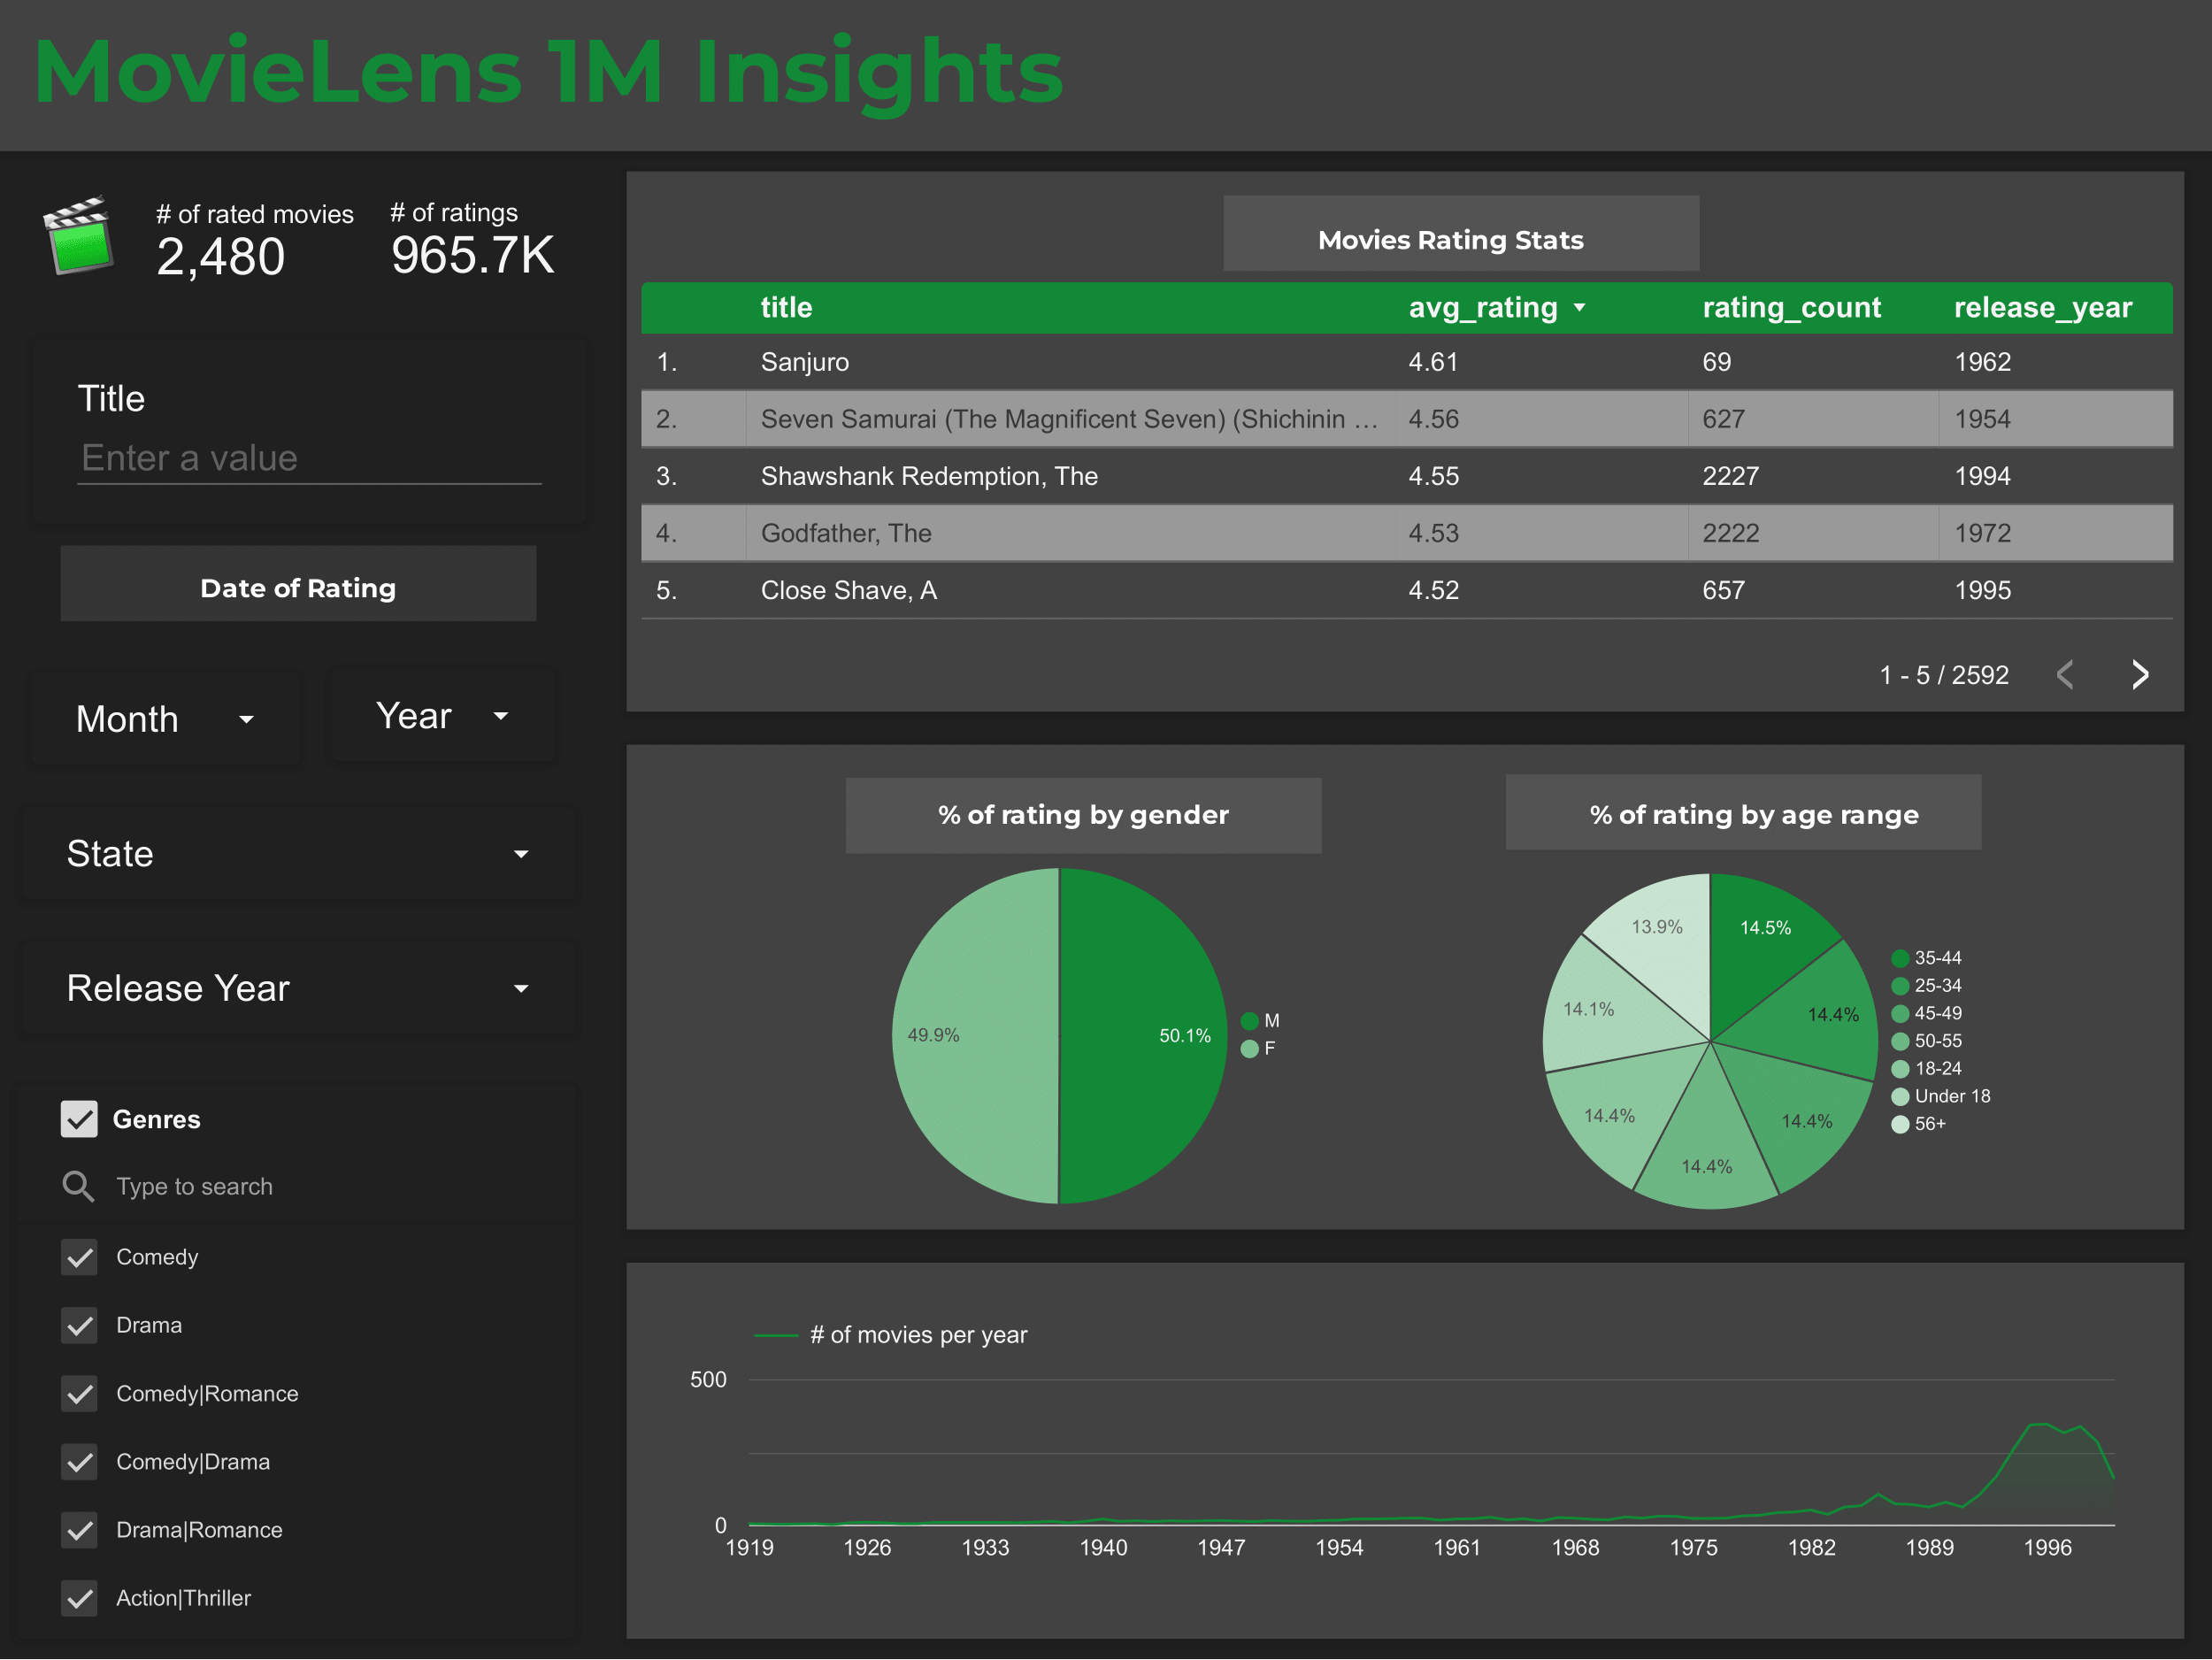 MovieLens 1M Insights
# of rated movies
2,480
# of ratings
965.7K
Title
Enter a value
Date of Rating
Month
Year
State
Release Year
Genres
Type to search
Comedy
Drama
Comedy|Romance
Comedy|Drama
Drama|Romance
Action|Thriller
Movies Rating Stats
title avg_rating rating_count release_year
1. Sanjuro 4.61 69 1962
2. Seven Samurai (The Magnificent Seven) (Shichinin … 4.56 627 1954
3. Shawshank Redemption, The 4.55 2227 1994
4. Godfather, The 4.53 2222 1972
5. Close Shave, A 4.52 657 1995
1 - 5 / 2592
% of rating by gender
49.9%
50.1%
M
F
% of rating by age range
13.9%
14.5%
14.1%
14.4%
14.4%
14.4%
14.4%
35-44
25-34
45-49
50-55
18-24
Under 18
56+
# of movies per year
500
0
1919 1926 1933 1940 1947 1954 1961 1968 1975 1982 1989 1996